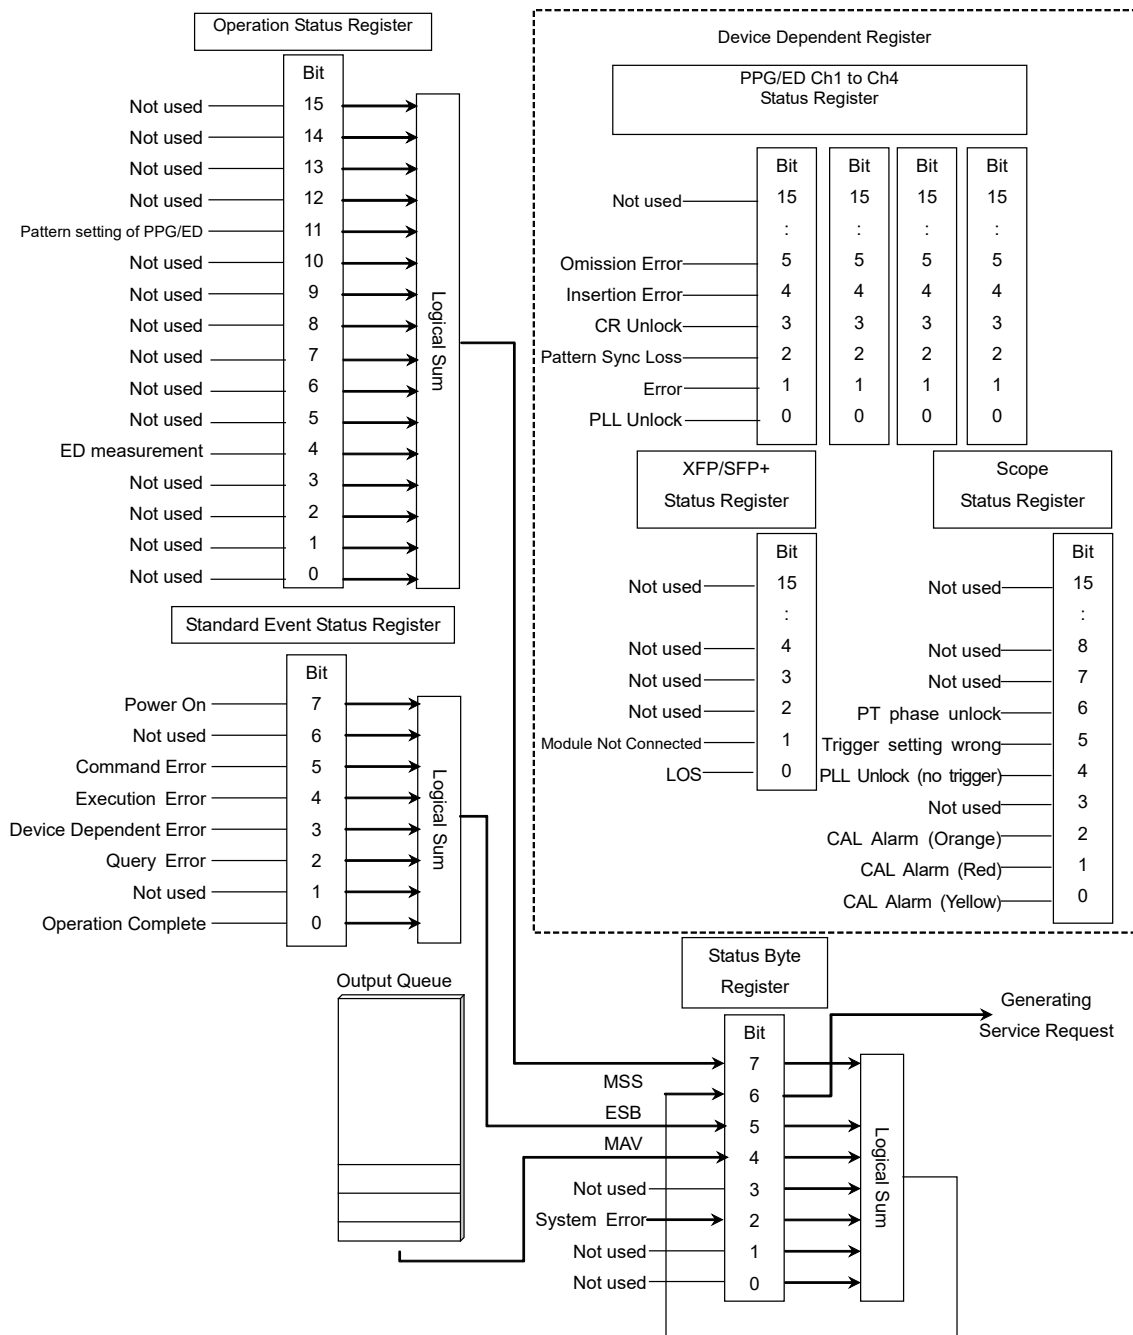 Operation Status Register
Bit
Not used 15
Not used 14
Not used 13
Not used 12
Pattern setting of PPG/ED 11
Not used 10
Not used 9
Not used 8
Not used 7
Not used 6
Not used 5
ED measurement 4
Not used 3
Not used 2
Not used 1
Not used 0
Logical Sum
Standard Event Status Register
Bit
Power On 7
Not used 6
Command Error 5
Execution Error 4
Device Dependent Error 3
Query Error 2
Not used 1
Operation Complete 0
Logical Sum
Device Dependent Register
PPG/ED Ch1 to Ch4
Status Register
Bit Bit Bit Bit
Not used 15 15 15 15
: : : :
Omission Error 5 5 5 5
Insertion Error 4 4 4 4
CR Unlock 3 3 3 3
Pattern Sync Loss 2 2 2 2
Error 1 1 1 1
PLL Unlock 0 0 0 0
XFP/SFP+
Status Register
Bit
Not used 15
:
Not used 4
Not used 3
Not used 2
Module Not Connected 1
LOS 0
Scope
Status Register
Bit
Not used 15
:
Not used 8
Not used 7
PT phase unlock 6
Trigger setting wrong 5
PLL Unlock (no trigger) 4
Not used 3
CAL Alarm (Orange) 2
CAL Alarm (Red) 1
CAL Alarm (Yellow) 0
Output Queue
Status Byte
Register
Bit
7
MSS 6
ESB 5
MAV 4
Not used 3
System Error 2
Not used 1
Not used 0
Logical Sum
Generating
Service Request